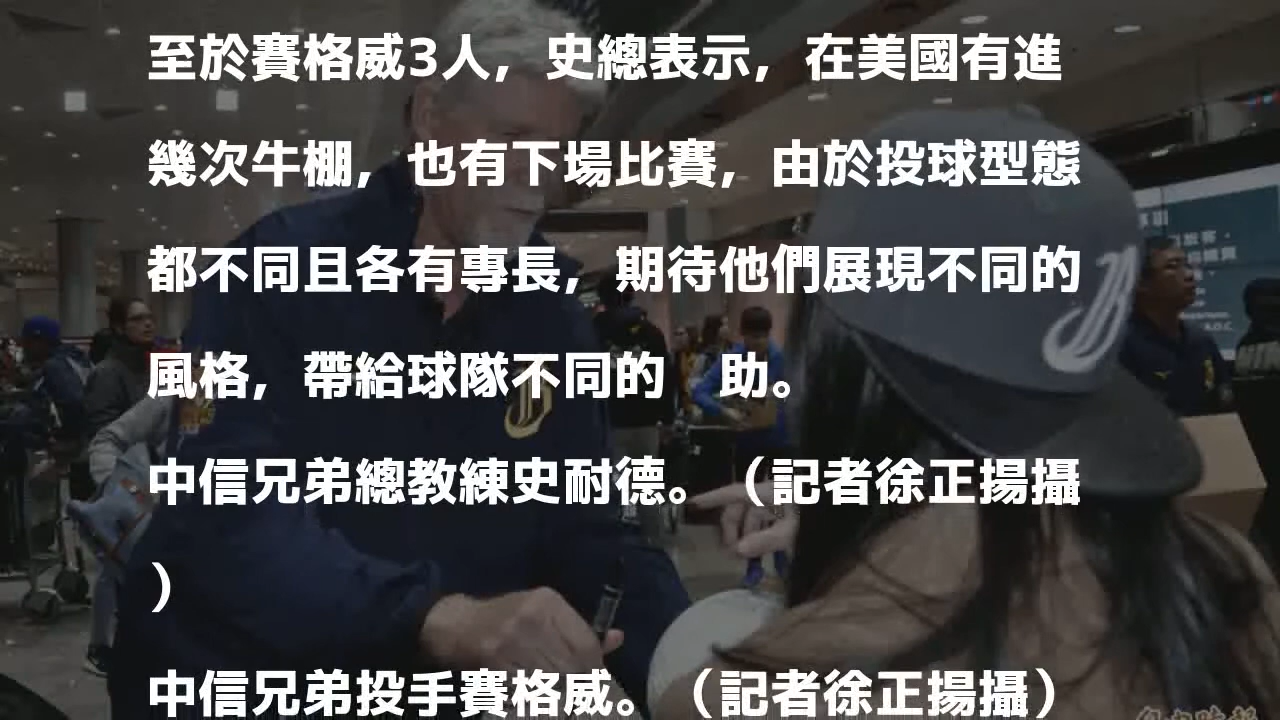 至於賽格威3人，史總表示，在美國有進
幾次牛棚，也有下場比賽，由於投球型態
都不同且各有專長，期待他們展現不同的
風格，帶給球隊不同的　助。
中信兄弟總教練史耐德。（記者徐正揚攝
）
中信兄弟投手賽格威。（記者徐正揚攝）